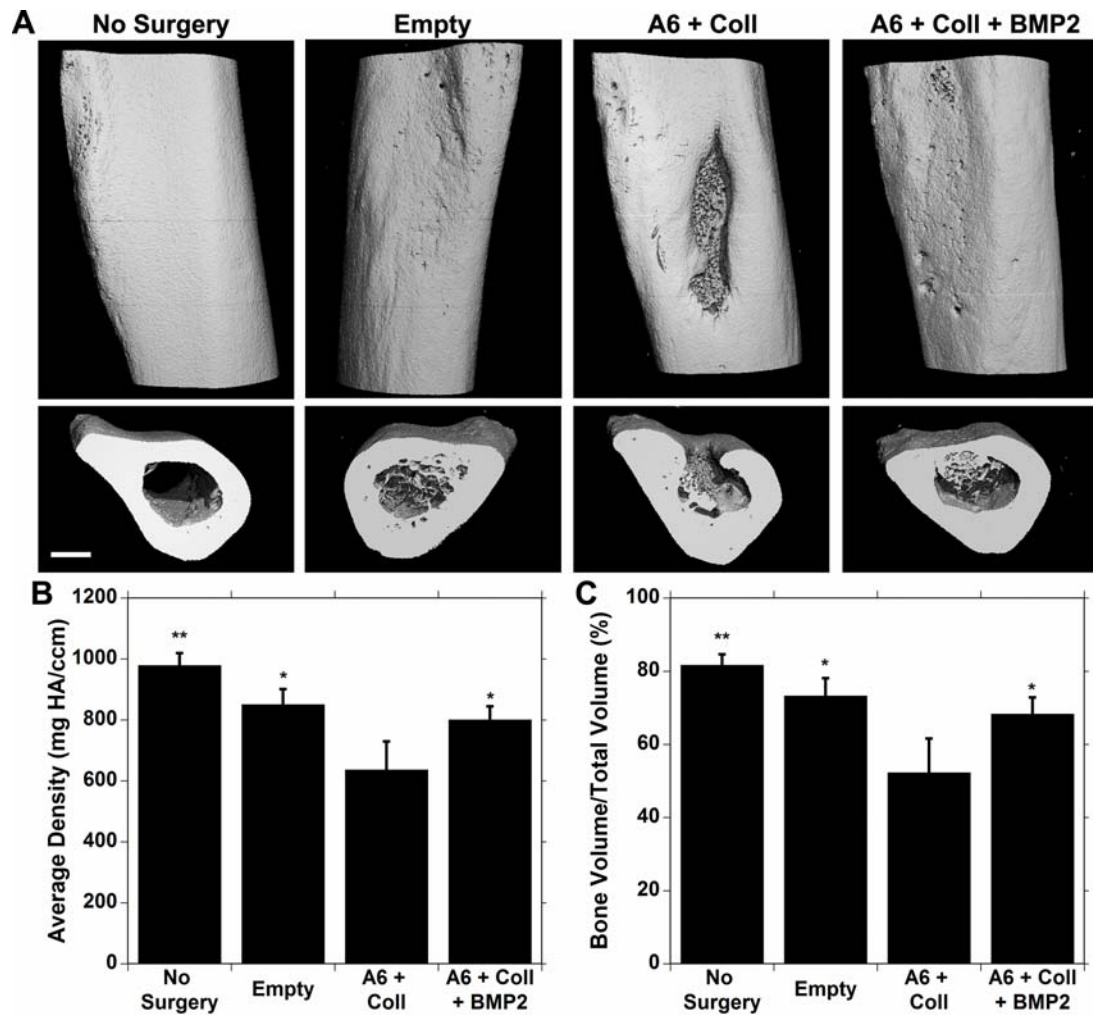 A
No Surgery
Empty
A6 + Coll
A6 + Coll + BMP2
B
Average Density (mg HA/ccm)
1200
1000
800
600
400
200
0
**
*
*
No
Surgery
Empty
A6 +
Coll
A6 + Coll
+ BMP2
C
Bone Volume/Total Volume (%)
100
80
60
40
20
0
**
*
*
No
Surgery
Empty
A6 +
Coll
A6 + Coll
+ BMP2